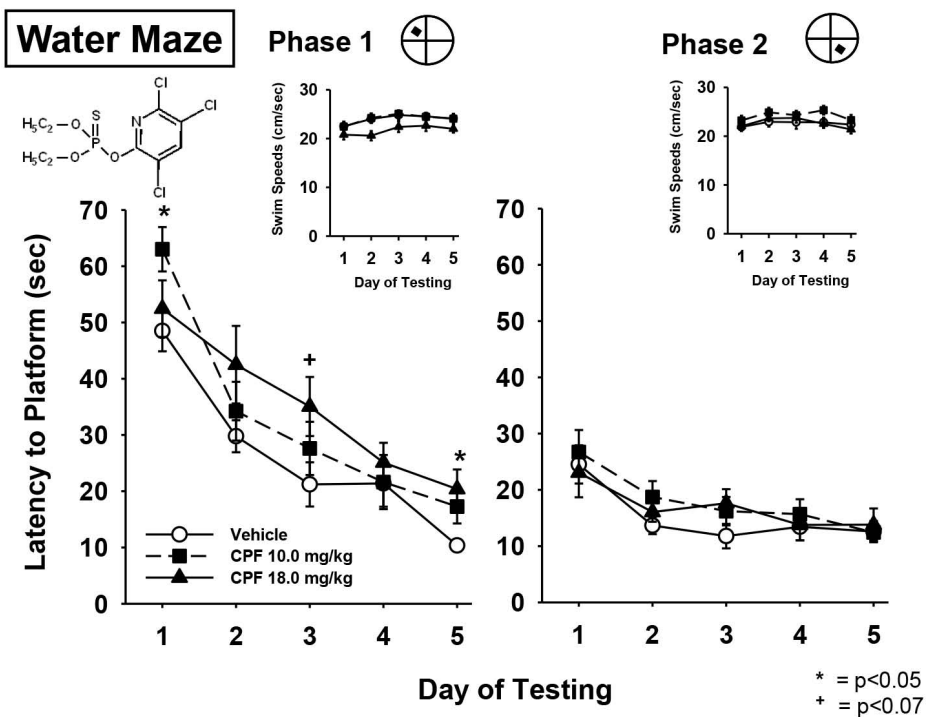 Water Maze
Phase 1
Phase 2
Cl
S
H5C2
O
N
Cl
P
H5C2
O
O
Cl
30
20
10
0
Swim Speeds (cm/sec)
1 2 3 4 5
Day of Testing
30
20
10
0
Swim Speeds (cm/sec)
1 2 3 4 5
Day of Testing
Latency to Platform (sec)
70
60
50
40
30
20
10
0
*
+
*
Vehicle
CPF 10.0 mg/kg
CPF 18.0 mg/kg
1 2 3 4 5
70
60
50
40
30
20
10
0
1 2 3 4 5
Day of Testing
* = p<0.05
+ = p<0.07